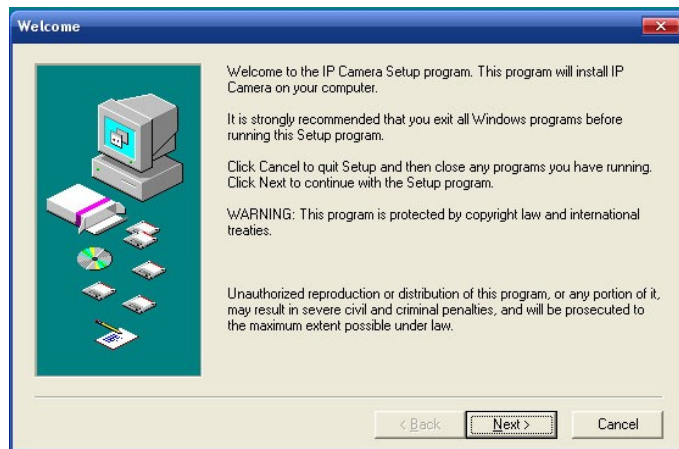 Welcome
Welcome to the IP Camera Setup program. This program will install IP
Camera on your computer.
It is strongly recommended that you exit all Windows programs before
running this Setup program.
Click Cancel to quit Setup and then close any programs you have running.
Click Next to continue with the Setup program.
WARNING: This program is protected by copyright law and international
treaties.
Unauthorized reproduction or distribution of this program, or any portion of it,
may result in severe civil and criminal penalties, and will be prosecuted to
the maximum extent possible under law.
< Back Next > Cancel